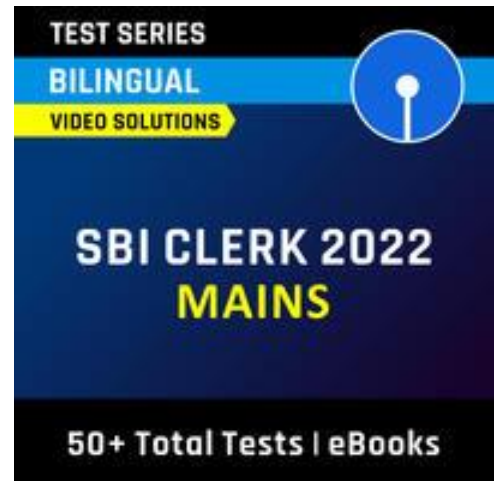 TEST SERIES
BILINGUAL
VIDEO SOLUTIONS
SBI CLERK 2022
MAINS
50+ Total Tests | eBooks